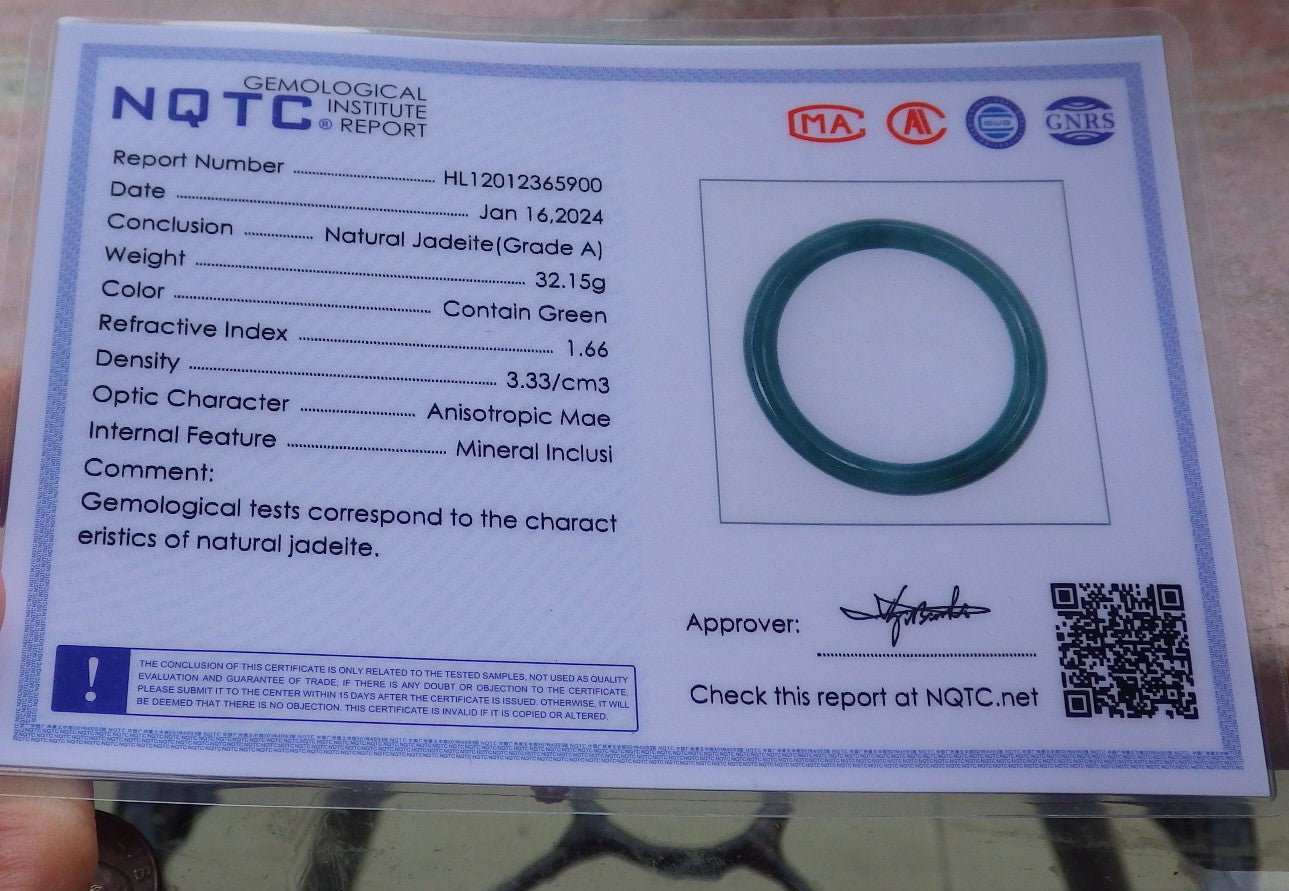 NQTC® GEMOLOGICAL INSTITUTE REPORT
MA
AL
GNRS
Report Number HL12012365900
Date Jan 16,2024
Conclusion Natural Jadeite(Grade A)
Weight 32.15g
Color Contain Green
Refractive Index 1.66
Density 3.33/cm3
Optic Character Anisotropic Mae
Internal Feature Mineral Inclusi
Comment:
Gemological tests correspond to the charact
eristics of natural jadeite.
! THE CONCLUSION OF THIS CERTIFICATE IS ONLY RELATED TO THE TESTED SAMPLES, NOT USED AS QUALITY
EVALUATION AND GUARANTEE OF TRADE; IF THERE IS ANY DOUBT OR OBJECTION TO THE CERTIFICATE,
PLEASE SUBMIT IT TO THE CENTER WITHIN 15 DAYS AFTER THE CERTIFICATE IS ISSUED. OTHERWISE, IT WILL
BE DEEMED THAT THERE IS NO OBJECTION. THIS CERTIFICATE IS INVALID IF IT IS COPIED OR ALTERED.
Approver:
Check this report at NQTC.net